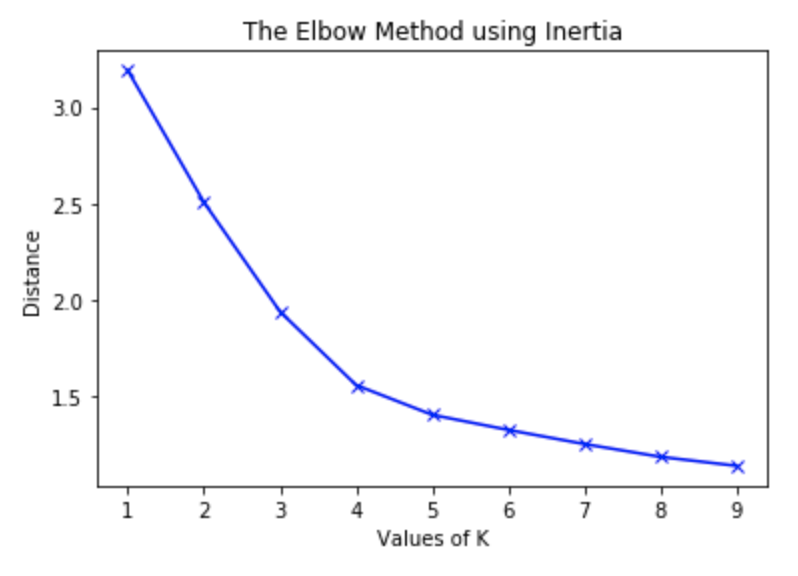 The Elbow Method using Inertia
3.0
2.5
2.0
1.5
Distance
1 2 3 4 5 6 7 8 9
Values of K